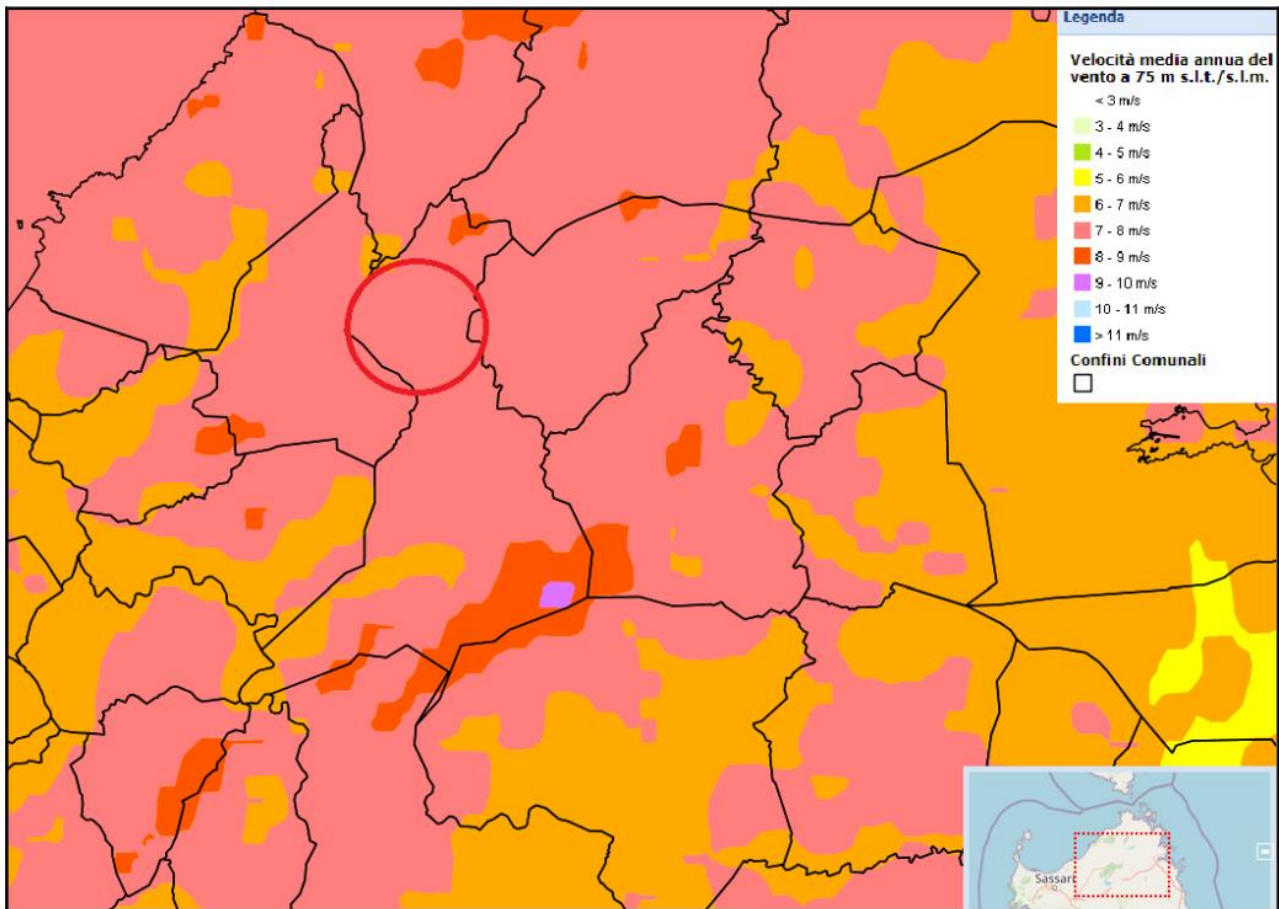 Legenda
Velocità media annua del
vento a 75 m s.l.t./s.l.m.
< 3 m/s
3 - 4 m/s
4 - 5 m/s
5 - 6 m/s
6 - 7 m/s
7 - 8 m/s
8 - 9 m/s
9 - 10 m/s
10 - 11 m/s
> 11 m/s
Confini Comunali
Sassari